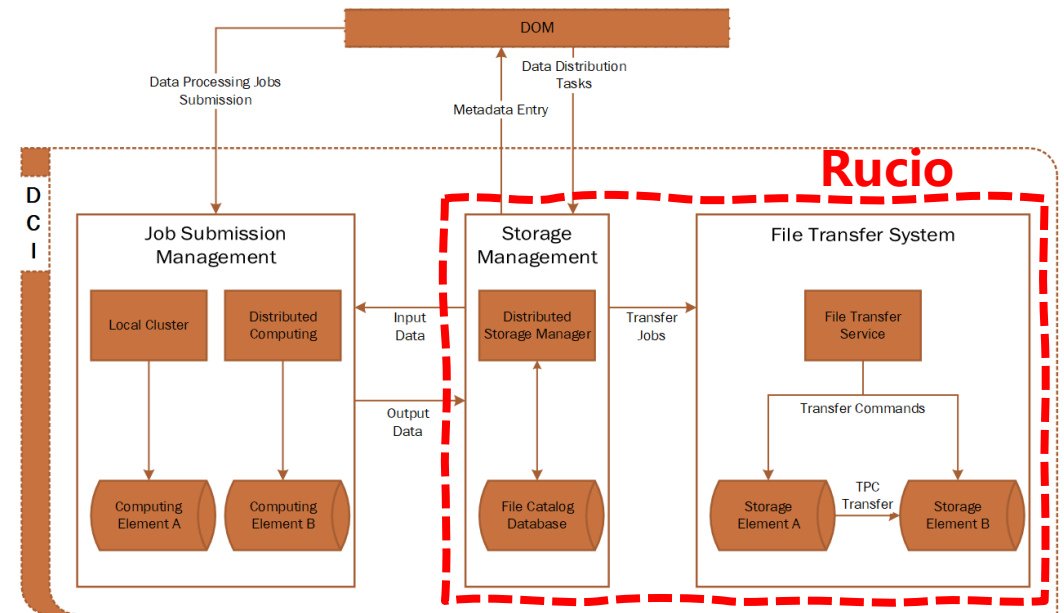 DOM
Data Processing Jobs
Submission
Metadata Entry
Data Distribution
Tasks
Rucio
D
C
I
Job Submission
Management
Local Cluster
Distributed
Computing
Computing
Element A
Computing
Element B
Input
Data
Output
Data
Storage
Management
Distributed
Storage Manager
File Catalog
Database
Transfer
Jobs
File Transfer System
File Transfer
Service
Transfer Commands
Storage
Element A
TPC
Transfer
Storage
Element B